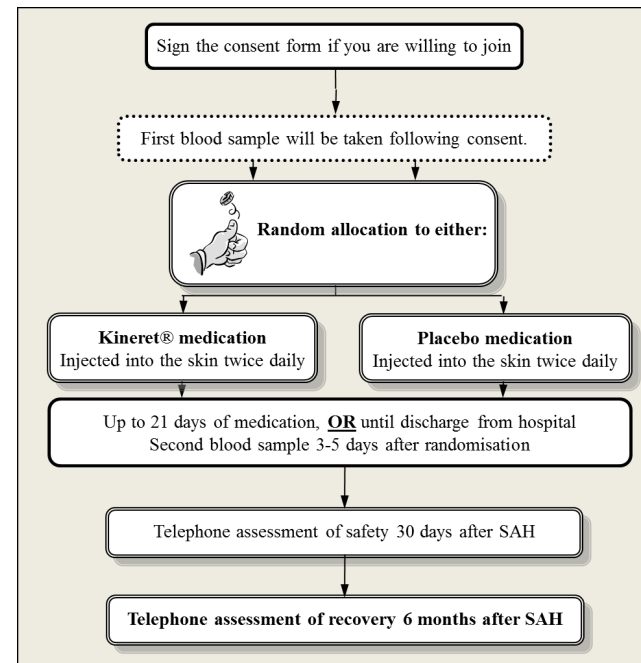 Sign the consent form if you are willing to join
First blood sample will be taken following consent.
Random allocation to either:
Kineret® medication
Injected into the skin twice daily
Placebo medication
Injected into the skin twice daily
Up to 21 days of medication, OR until discharge from hospital
Second blood sample 3-5 days after randomisation
Telephone assessment of safety 30 days after SAH
Telephone assessment of recovery 6 months after SAH